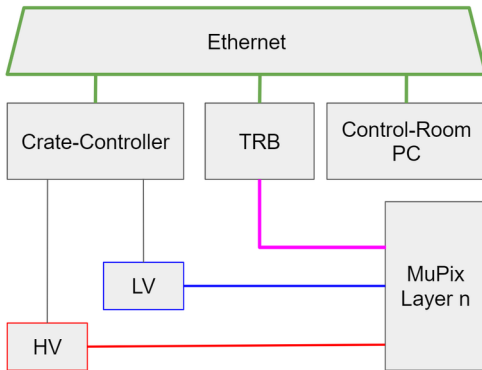 Ethernet
Crate-Controller
TRB
Control-Room
PC
LV
MuPix
Layer n
HV